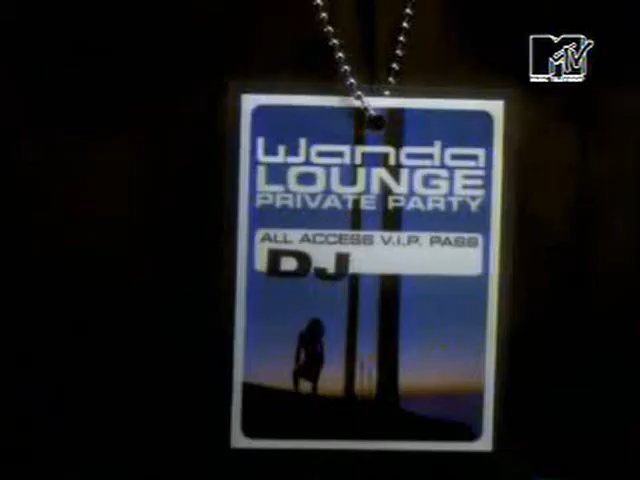 MTV
wanda
LOUNGE
PRIVATE PARTY
ALL ACCESS V.I.P. PASS
DJ